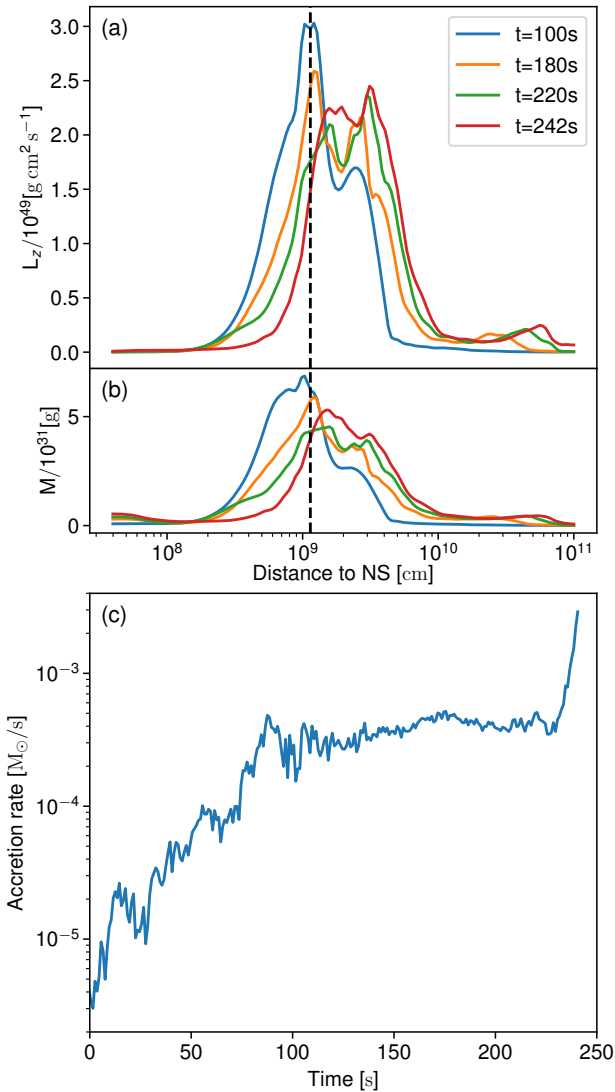 (a)
3.0
2.5
2.0
1.5
1.0
0.5
0.0
L_z/10^49[g cm^2 s^−1]
t=100s
t=180s
t=220s
t=242s
(b)
5
0
M/10^31[g]
10^8 10^9 10^10 10^11
Distance to NS [cm]
(c)
10^−3
10^−4
10^−5
Accretion rate [M_⊙/s]
0 50 100 150 200 250
Time [s]